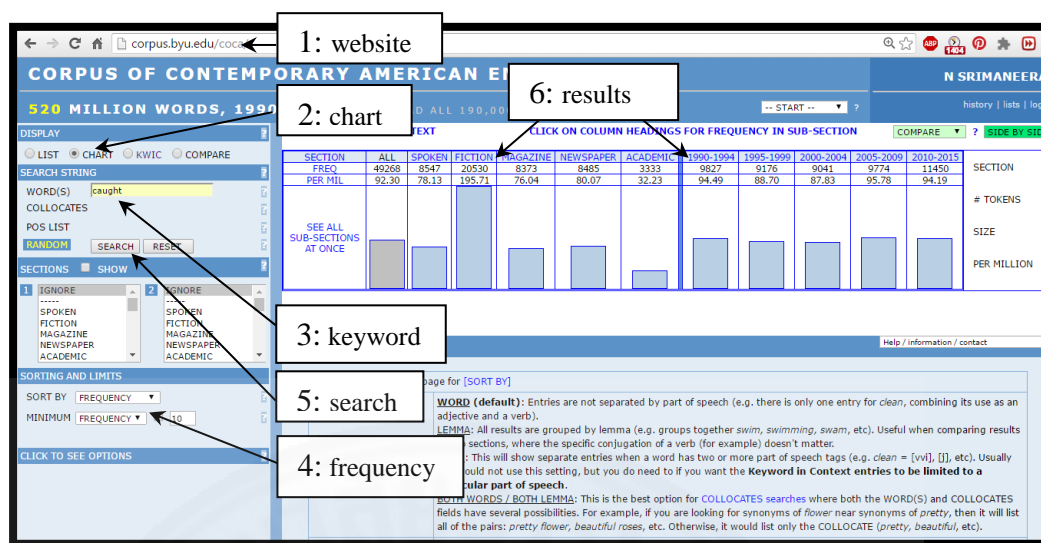 corpus.byu.edu/coca
1: website
ABP
1404
CORPUS OF CONTEMPORARY AMERICAN EN
N SRIMANEERA
520 MILLION WORDS, 1990
D ALL 190,00
-- START --
?
history | lists | log
2: chart
6: results
DISPLAY ?
TEXT
CLICK ON COLUMN HEADINGS FOR FREQUENCY IN SUB-SECTION
COMPARE ? SIDE BY SID
LIST CHART KWIC COMPARE
SEARCH STRING
WORD(S) caught
COLLOCATES
POS LIST
RANDOM SEARCH RESET
SECTION ALL SPOKEN FICTION MAGAZINE NEWSPAPER ACADEMIC 1990-1994 1995-1999 2000-2004 2005-2009 2010-2015
FREQ 49268 8547 20530 8373 8485 3333 9827 9176 9041 9774 11450
PER MIL 92.30 78.13 195.71 76.04 80.07 32.23 94.49 88.70 87.83 95.78 94.19
SEE ALL
SUB-SECTIONS
AT ONCE
SECTION
# TOKENS
SIZE
PER MILLION
SECTIONS SHOW ?
1 IGNORE 2 IGNORE
----- -----
SPOKEN SPOKEN
FICTION FICTION
MAGAZINE MAGAZINE
NEWSPAPER NEWSPAPER
ACADEMIC ACADEMIC
3: keyword
Help / information / contact
SORTING AND LIMITS
SORT BY FREQUENCY
MINIMUM FREQUENCY 10
5: search
CLICK TO SEE OPTIONS
4: frequency
page for [SORT BY]
WORD (default): Entries are not separated by part of speech (e.g. there is only one entry for clean, combining its use as an
adjective and a verb).
LEMMA: All results are grouped by lemma (e.g. groups together swim, swimming, swam, etc). Useful when comparing results
sections, where the specific conjugation of a verb (for example) doesn't matter.
: This will show separate entries when a word has two or more part of speech tags (e.g. clean = [vvi], [j], etc). Usually
ould not use this setting, but you do need to if you want the Keyword in Context entries to be limited to a
cular part of speech.
BOTH WORDS / BOTH LEMMA: This is the best option for COLLOCATES searches where both the WORD(S) and COLLOCATES
fields have several possibilities. For example, if you are looking for synonyms of flower near synonyms of pretty, then it will list
all of the pairs: pretty flower, beautiful roses, etc. Otherwise, it would list only the COLLOCATE (pretty, beautiful, etc).